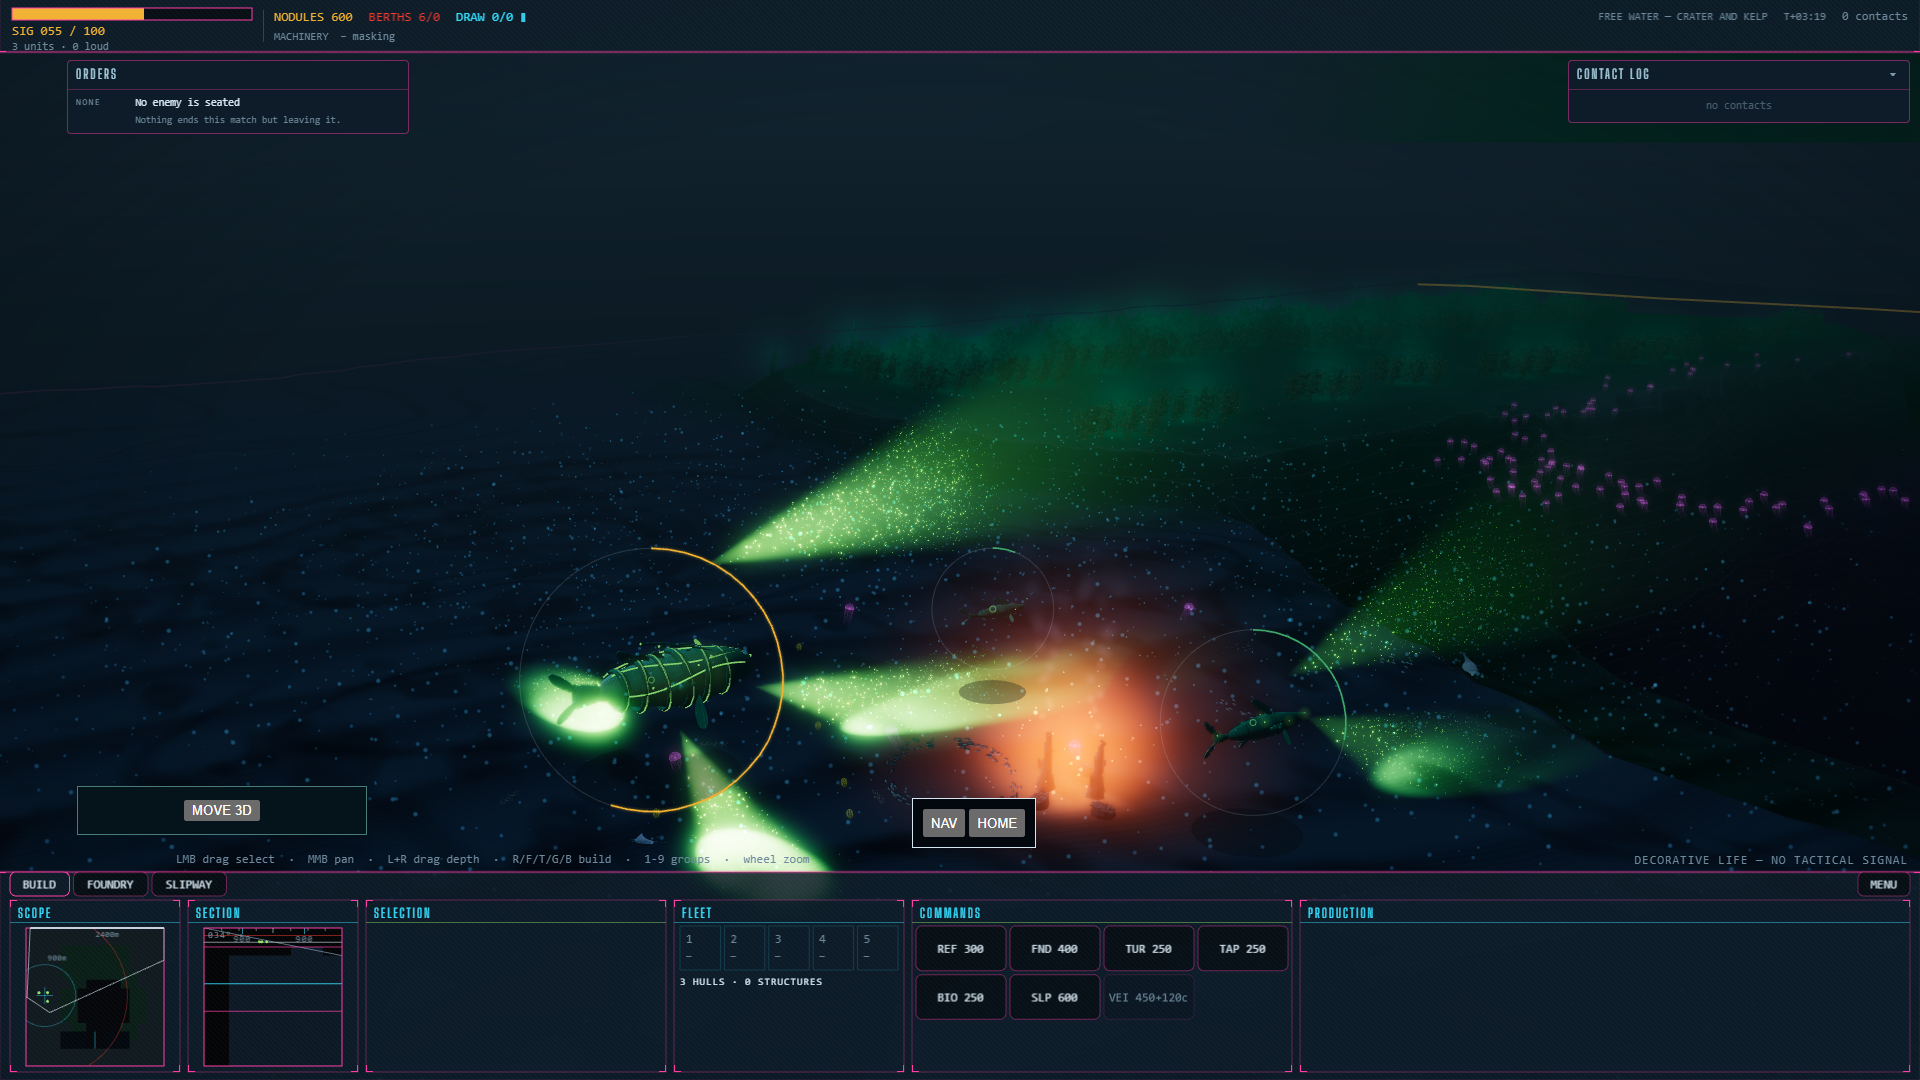 SIG 055 / 100
3 units · 0 loud
NODULES 600 BERTHS 6/0 DRAW 0/0
MACHINERY – masking
FREE WATER — CRATER AND KELP T+03:19 0 contacts
ORDERS
NONE No enemy is seated
Nothing ends this match but leaving it.
CONTACT LOG
no contacts
MOVE 3D
NAV HOME
LMB drag select · MMB pan · L+R drag depth · R/F/T/G/B build · 1-9 groups · wheel zoom
DECORATIVE LIFE — NO TACTICAL SIGNAL
BUILD FOUNDRY SLIPWAY
MENU
SCOPE
2400m
900m
SECTION
034°
900 900
SELECTION
FLEET
1 2 3 4 5
– – – – –
3 HULLS · 0 STRUCTURES
COMMANDS
REF 300 FND 400 TUR 250 TAP 250
BIO 250 SLP 600 VEI 450+120c
PRODUCTION